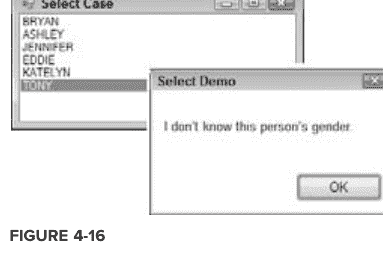 Select Case
BRYAN
ASHLEY
JENNIFER
EDDIE
KATELYN
TONY
Select Demo
I don't know this person's gender.
OK
FIGURE 4-16